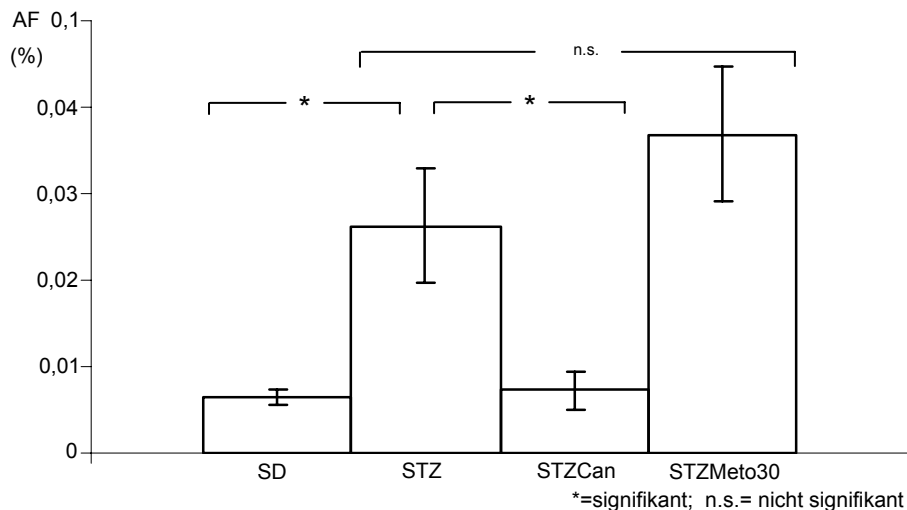 AF 0,1
(%)
n.s.
0,04
* *
0,03
0,02
0,01
0
SD STZ STZCan STZMeto30
*=signifikant; n.s.= nicht signifikant